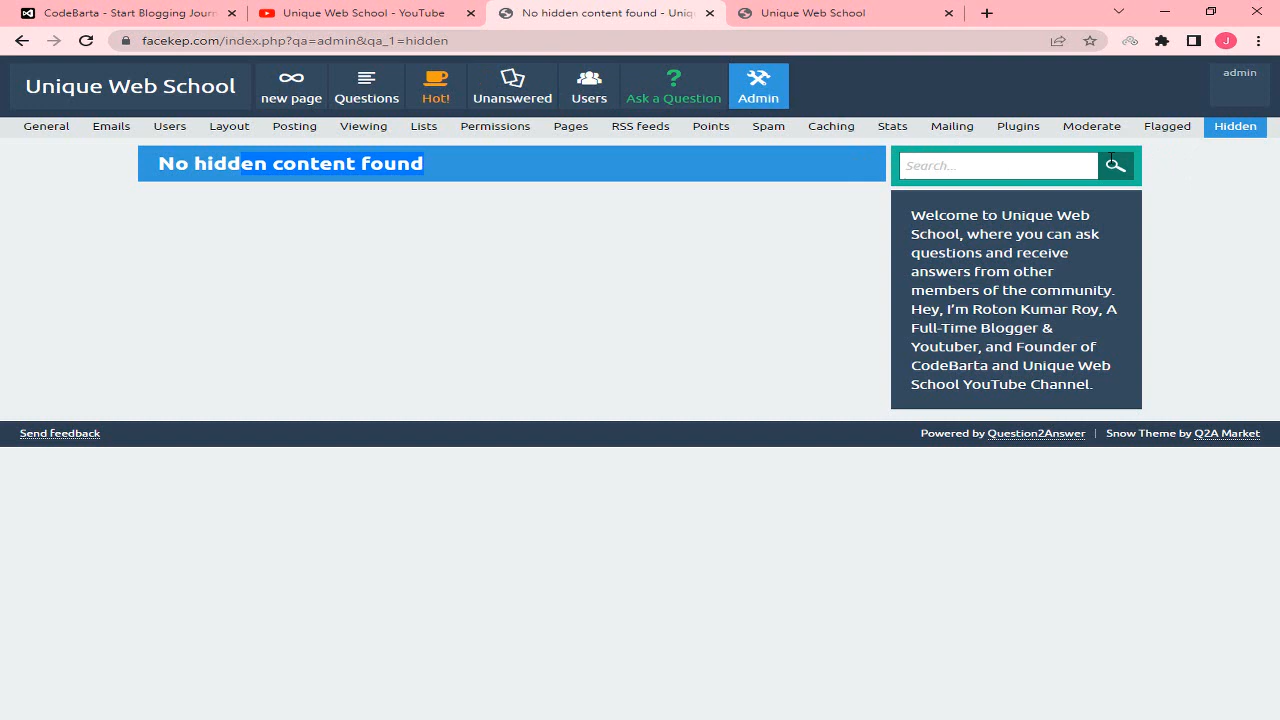 CodeBarta - Start Blogging Journ
Unique Web School - YouTube
No hidden content found - Uniq
Unique Web School
facekep.com/index.php?qa=admin&qa_1=hidden
J
Unique Web School
new page
Questions
Hot!
Unanswered
Users
Ask a Question
Admin
admin
General Emails Users Layout Posting Viewing Lists Permissions Pages RSS feeds Points Spam Caching Stats Mailing Plugins Moderate Flagged Hidden
No hidden content found
Search...
Welcome to Unique Web
School, where you can ask
questions and receive
answers from other
members of the community.
Hey, I'm Roton Kumar Roy, A
Full-Time Blogger &
Youtuber, and Founder of
CodeBarta and Unique Web
School YouTube Channel.
Send feedback
Powered by Question2Answer | Snow Theme by Q2A Market